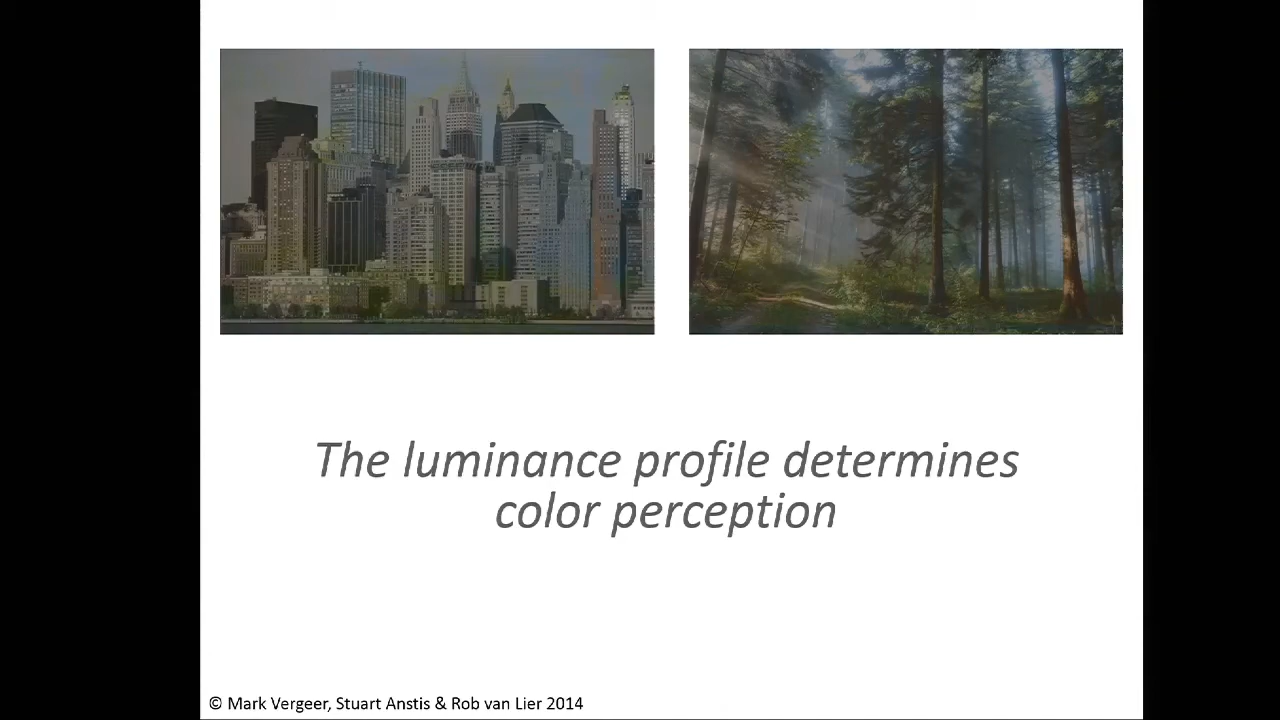 The luminance profile determines
color perception
© Mark Vergeer, Stuart Anstis & Rob van Lier 2014